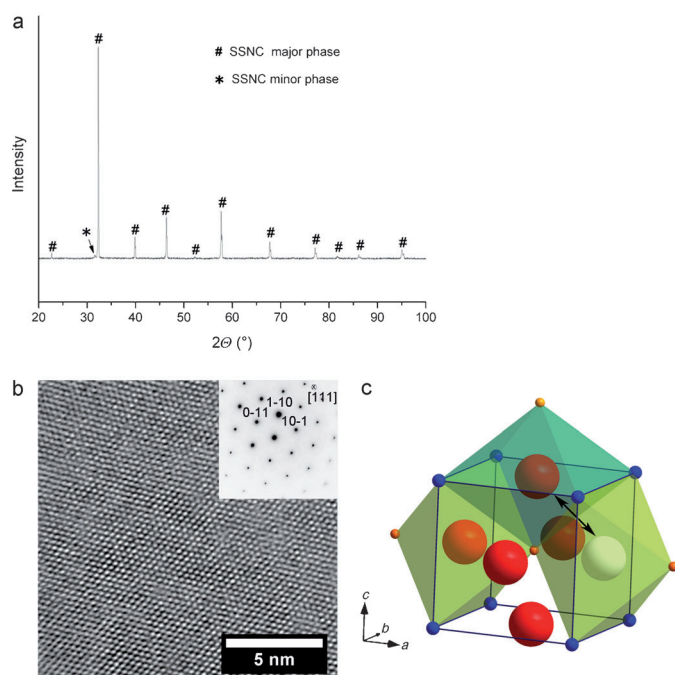 a
# SSNC major phase
* SSNC minor phase
#
*
#
#
#
#
#
#
#
#
#
#
Intensity
20 30 40 50 60 70 80 90 100
2Θ (°)
b
[111]
1-10
0-11
10-1
5 nm
c
c
b
a